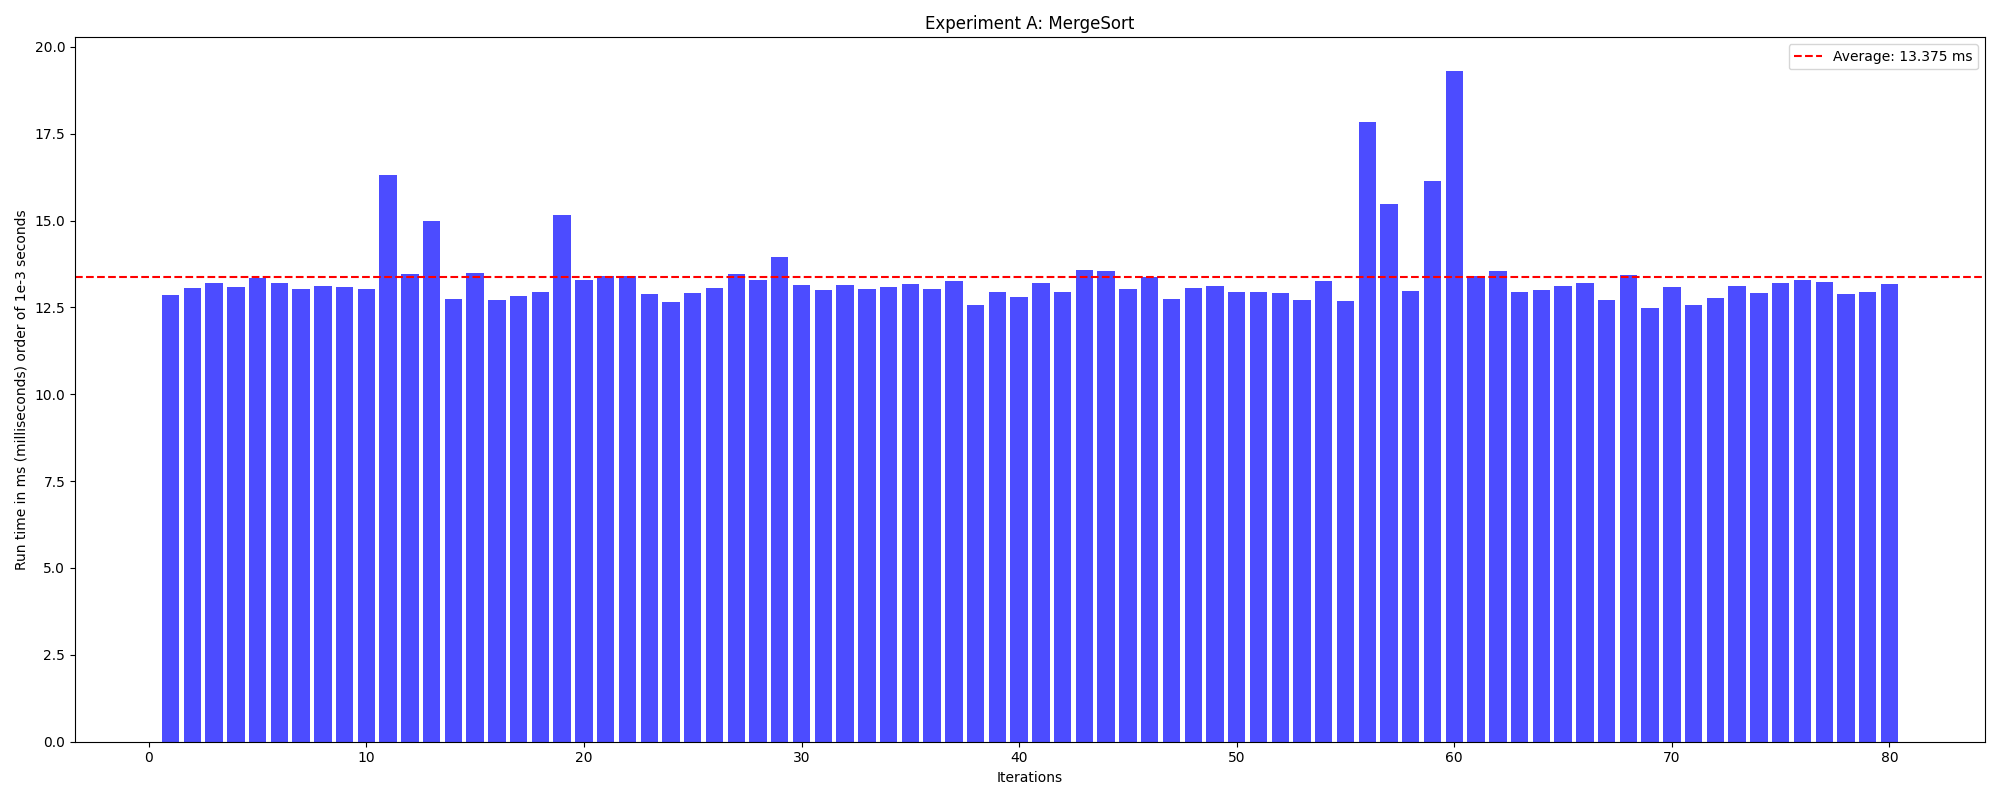 Experiment A: MergeSort
Average: 13.375 ms
Run time in ms (milliseconds) order of 1e-3 seconds
20.0
17.5
15.0
12.5
10.0
7.5
5.0
2.5
0.0
0 10 20 30 40 50 60 70 80
Iterations